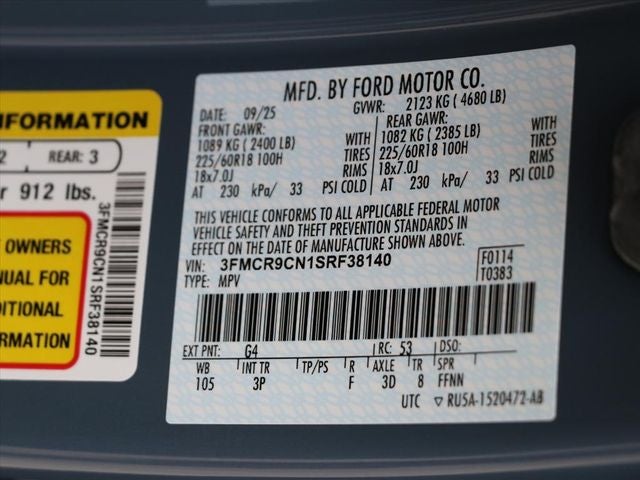 INFORMATION
2 REAR: 3
r 912 lbs.
OWNERS
NUAL FOR
DITIONAL
RMATION
3FMCR9CN1SRF38140
MFD. BY FORD MOTOR CO.
DATE: 09/25 GVWR: 2123 KG ( 4680 LB)
FRONT GAWR: REAR GAWR:
1089 KG ( 2400 LB) WITH 1082 KG ( 2385 LB) WITH
225/60R18 100H TIRES 225/60R18 100H TIRES
18x7.0J RIMS 18x7.0J RIMS
AT 230 kPa/ 33 PSI COLD AT 230 kPa/ 33 PSI COLD
THIS VEHICLE CONFORMS TO ALL APPLICABLE FEDERAL MOTOR
VEHICLE SAFETY AND THEFT PREVENTION STANDARDS IN
EFFECT ON THE DATE OF MANUFACTURE SHOWN ABOVE.
VIN: 3FMCR9CN1SRF38140 F0114
TYPE: MPV T0383
EXT PNT: G4 RC: 53 DSO:
WB INT TR TP/PS R AXLE TR SPR
105 3P F 3D 8 FFNN
UTC ▽ RU5A-1520472-AB